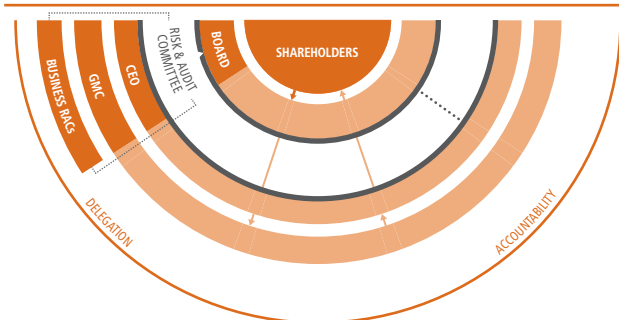 BUSINESS RACs
GMC
CEO
RISK & AUDIT
COMMITTEE
BOARD
SHAREHOLDERS
DELEGATION
ACCOUNTABILITY